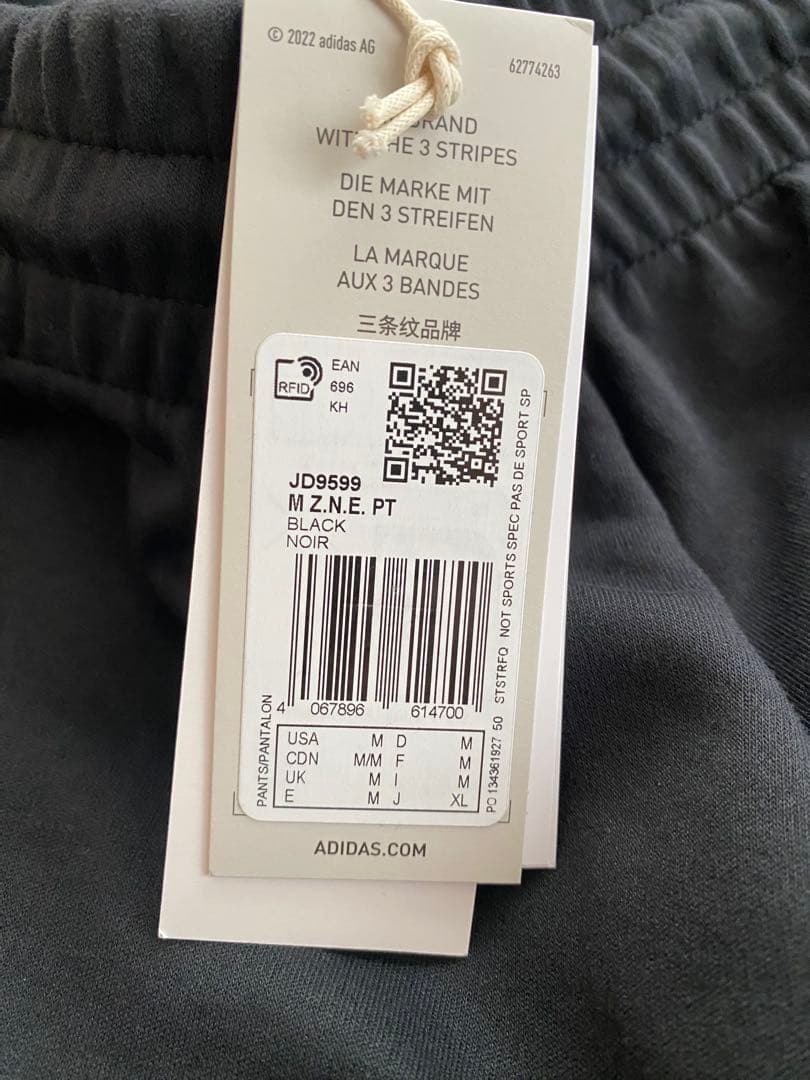 © 2022 adidas AG
62774263
THE 3 STRIPES
DIE MARKE MIT
DEN 3 STREIFEN
LA MARQUE
AUX 3 BANDES
三条纹品牌
RFID
EAN
696
KH
JD9599
M Z.N.E. PT
BLACK
NOIR
4 067896 614700
PANTS/PANTALON
PO 134361927 50 STSTRFQ NOT SPORTS SPEC PAS DE SPORT SP
USA M D M
CDN M/M F M
UK M I M
E M J XL
ADIDAS.COM